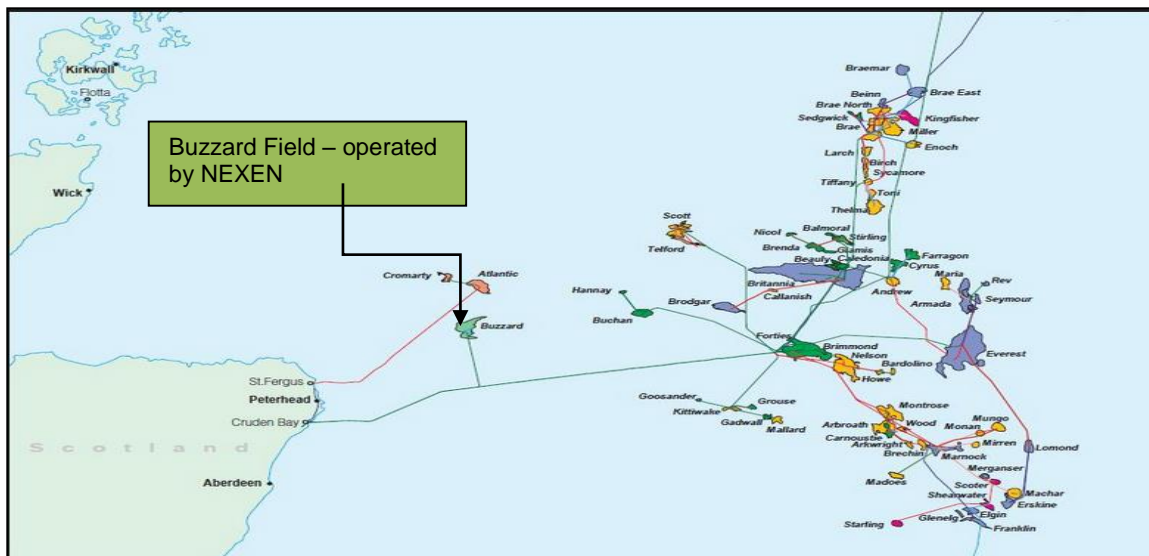 Kirkwall
Flotta
Wick
Buzzard Field – operated
by NEXEN
Cromarty
Atlantic
Buzzard
St.Fergus
Peterhead
Cruden Bay
Scotland
Aberdeen
Braemar
Beinn
Brae East
Brae North
Sedgwick
Kingfisher
Brae
Miller
Enoch
Larch
Birch
Sycamore
Tiffany
Toni
Thelma
Scott
Telford
Nicol
Balmoral
Stirling
Brenda
Glamis
Beauly
Caledonia
Farragon
Cyrus
Maria
Rev
Britannia
Andrew
Seymour
Callanish
Armada
Hannay
Brodgar
Buchan
Forties
Brimmond
Everest
Nelson
Bardolino
Howe
Goosander
Grouse
Kittiwake
Gadwall
Mallard
Montrose
Mungo
Arbroath
Wood
Monan
Carnoustie
Arkwright
Mirren
Lomond
Brechin
Marnock
Merganser
Madoes
Scoter
Machar
Shearwater
Erskine
Elgin
Starling
Glenelg
Franklin